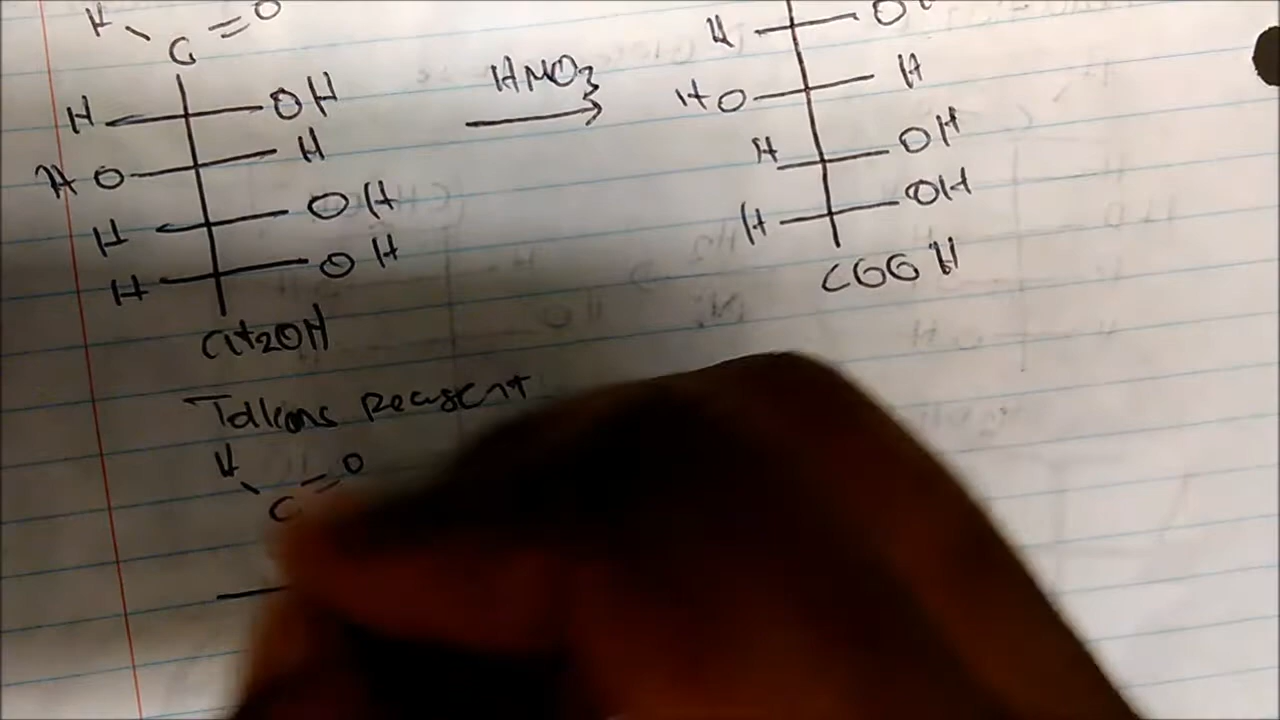 H C = O
H OH
HO H
H OH
H OH
CH2OH
HNO3
H
HO H
H OH
H OH
COOH
Tollens Reagent
H C = O